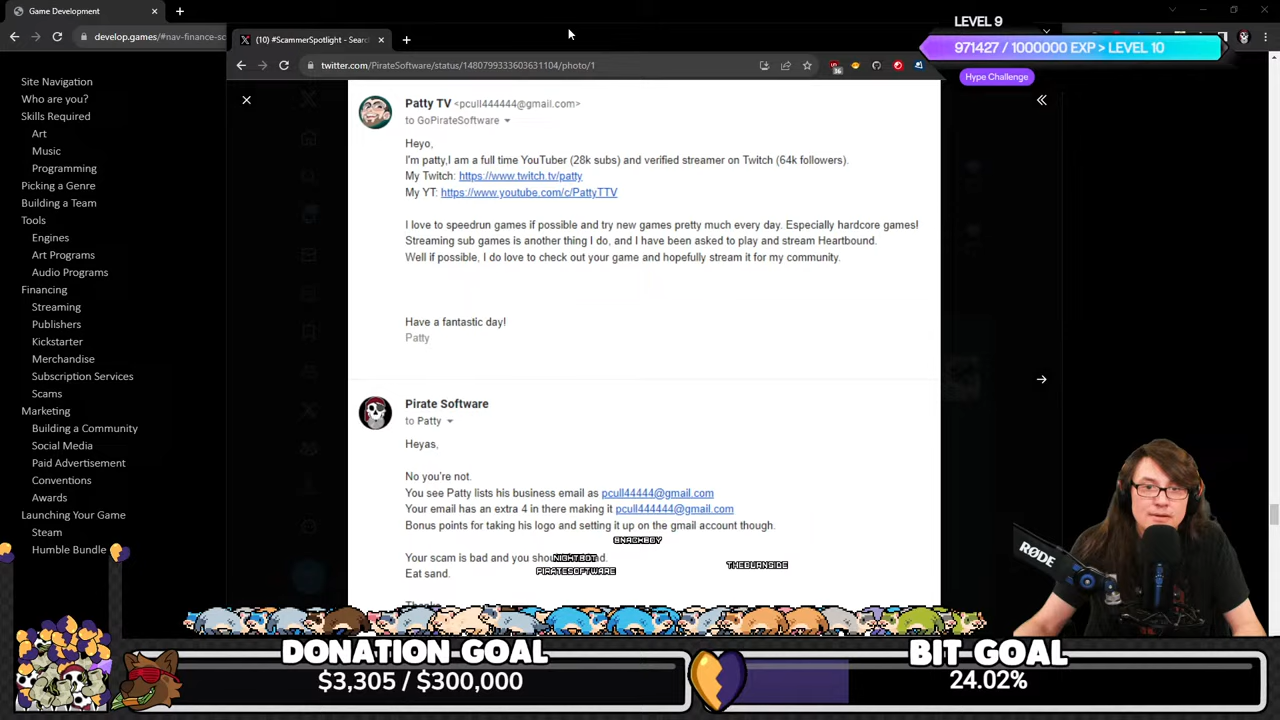 Game Development
LEVEL 9
971427 / 1000000 EXP > LEVEL 10
Hype Challenge
develop.games/#nav-finance-sc
(10) #ScammerSpotlight - Sear
twitter.com/PirateSoftware/status/1480799333603631104/photo/1
36
Site Navigation
Who are you?
Skills Required
Art
Music
Programming
Picking a Genre
Building a Team
Tools
Engines
Art Programs
Audio Programs
Financing
Streaming
Publishers
Kickstarter
Merchandise
Subscription Services
Scams
Marketing
Building a Community
Social Media
Paid Advertisement
Conventions
Awards
Launching Your Game
Steam
Humble Bundle
Patty TV <pcull444444@gmail.com>
to GoPirateSoftware
Heyo,
I'm patty,I am a full time YouTuber (28k subs) and verified streamer on Twitch (64k followers).
My Twitch: https://www.twitch.tv/patty
My YT: https://www.youtube.com/c/PattyTTV
I love to speedrun games if possible and try new games pretty much every day. Especially hardcore games!
Streaming sub games is another thing I do, and I have been asked to play and stream Heartbound.
Well if possible, I do love to check out your game and hopefully stream it for my community.
Have a fantastic day!
Patty
Pirate Software
to Patty
Heyas,
No you're not.
You see Patty lists his business email as pcull44444@gmail.com
Your email has an extra 4 in there making it pcull444444@gmail.com
Bonus points for taking his logo and setting it up on the gmail account though.
SNACKBOY
Your scam is bad and you shou
NIGHTBOT
d.
PIRATESOFTWARE
THEBURNSIDE
Eat sand.
Thanks
RØDE
DONATION-GOAL
$3,305 / $300,000
BIT-GOAL
24.02%